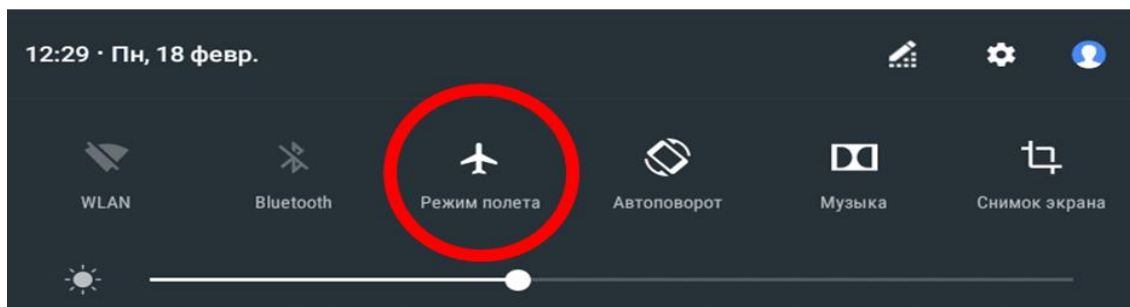 12:29 · Пн, 18 февр.
WLAN Bluetooth Режим полета Автоповорот Музыка Снимок экрана